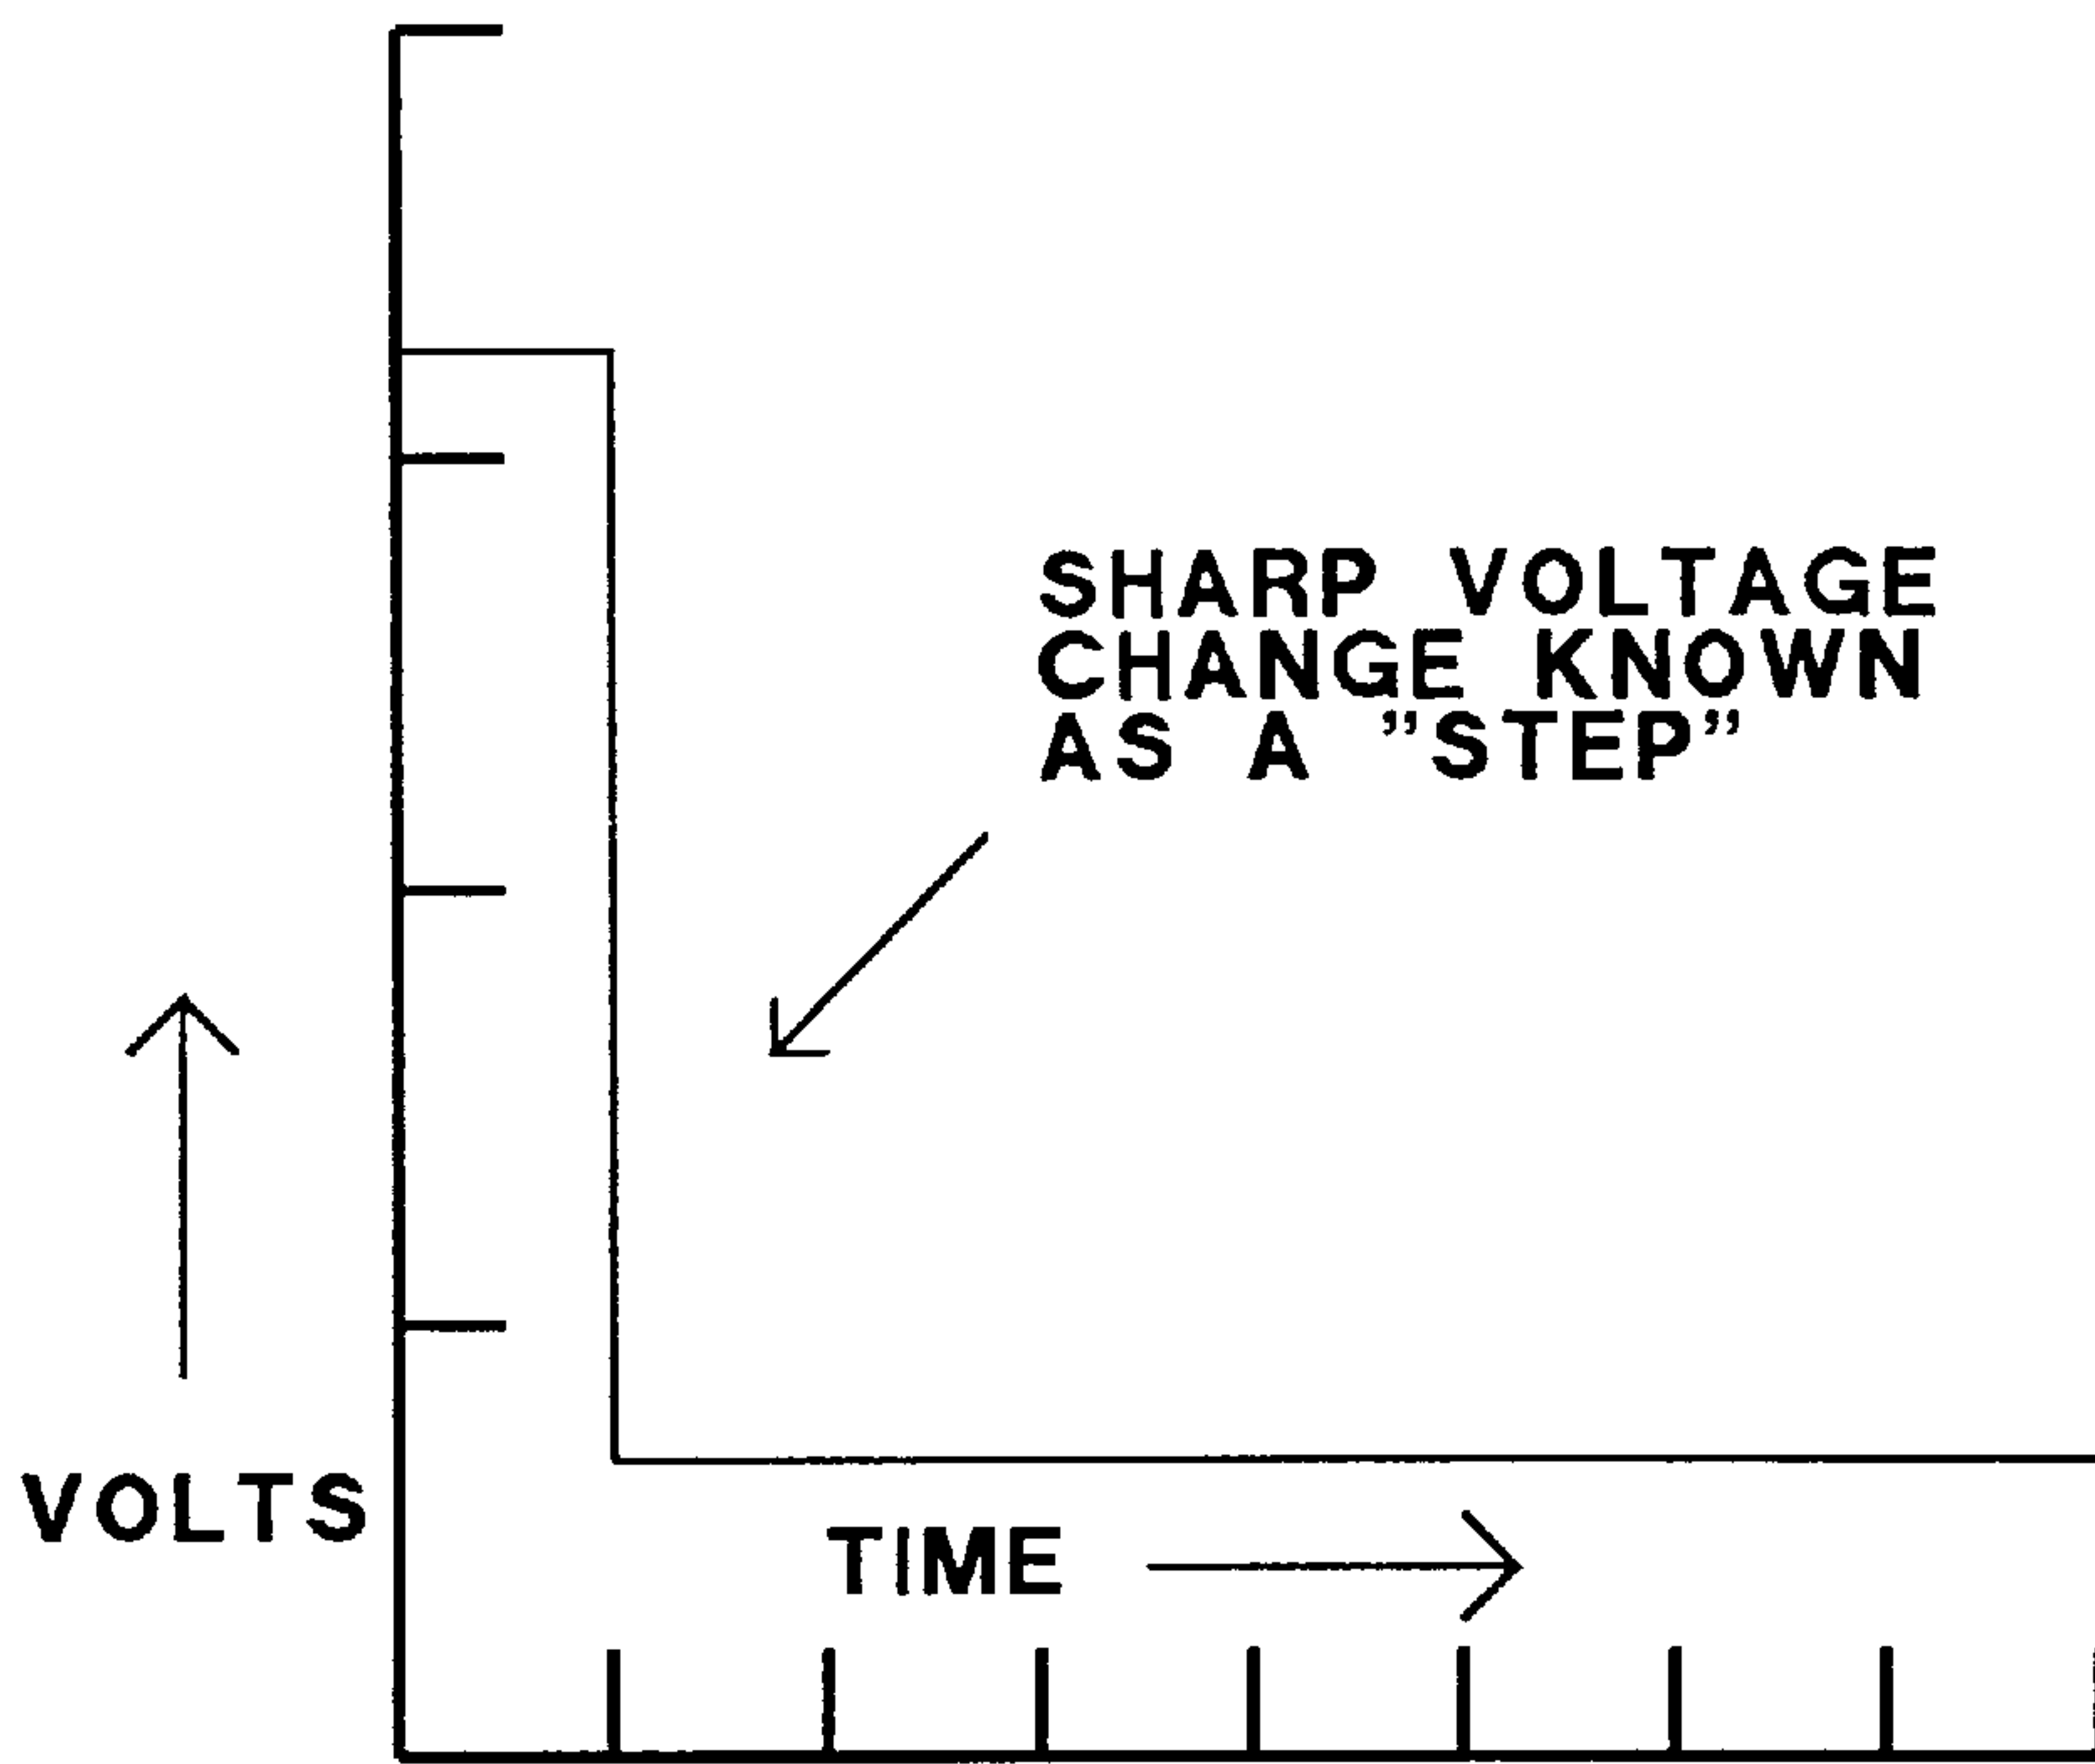 SHARP VOLTAGE
CHANGE KNOWN
AS A ”STEP”
VOLTS
TIME